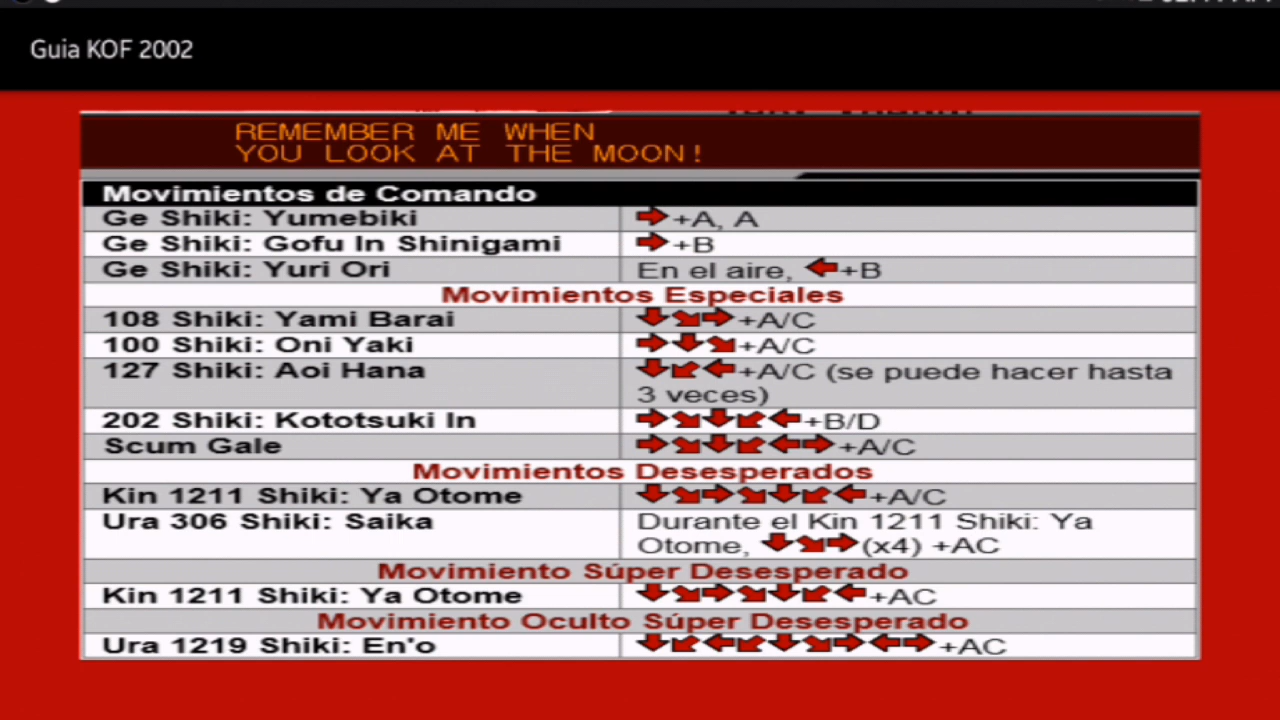 Guia KOF 2002
REMEMBER ME WHEN
YOU LOOK AT THE MOON!
Movimientos de Comando
Ge Shiki: Yumebiki ➡+A, A
Ge Shiki: Gofu In Shinigami ➡+B
Ge Shiki: Yuri Ori En el aire, ⬅+B
Movimientos Especiales
108 Shiki: Yami Barai ⬇↘➡+A/C
100 Shiki: Oni Yaki ➡⬇↘+A/C
127 Shiki: Aoi Hana ⬇↙⬅+A/C (se puede hacer hasta
3 veces)
202 Shiki: Kototsuki In ➡↘⬇↙⬅+B/D
Scum Gale ➡↘⬇↙⬅➡+A/C
Movimientos Desesperados
Kin 1211 Shiki: Ya Otome ⬇↘➡↘⬇↙⬅+A/C
Ura 306 Shiki: Saika Durante el Kin 1211 Shiki: Ya
Otome, ⬇↘➡(x4) +AC
Movimiento Súper Desesperado
Kin 1211 Shiki: Ya Otome ⬇↘➡↘⬇↙⬅+AC
Movimiento Oculto Súper Desesperado
Ura 1219 Shiki: En'o ⬇↙⬅↙⬇↘➡⬅➡+AC